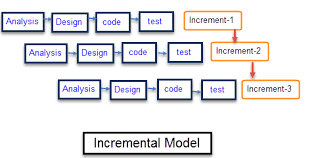 Analysis Design code test Increment-1
Analysis Design code test Increment-2
Analysis Design code test Increment-3
Incremental Model